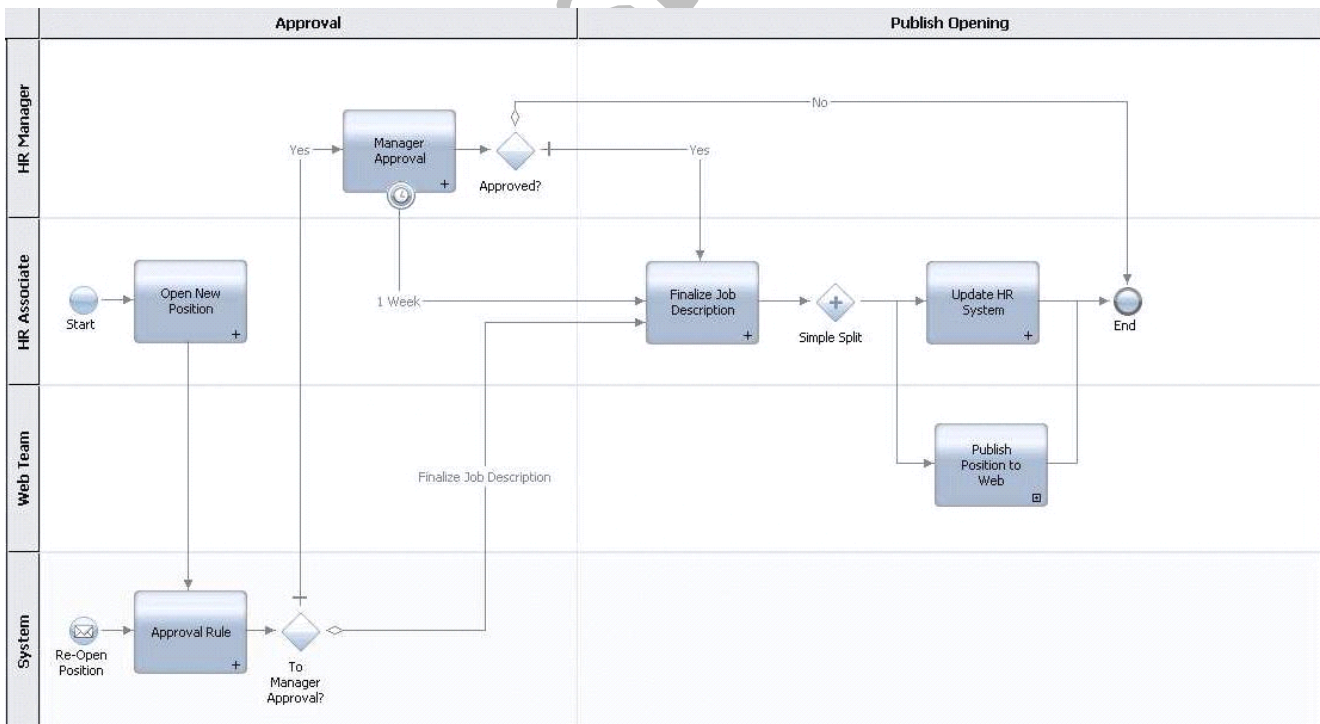 Approval
Publish Opening
HR Manager
No
Yes
Manager
Approval
Yes
Approved?
HR Associate
Open New
Position
Start
1 Week
Finalize Job
Description
Simple Split
Update HR
System
End
Web Team
Finalize Job Description
Publish
Position to
Web
System
Approval Rule
Re-Open
Position
To
Manager
Approval?